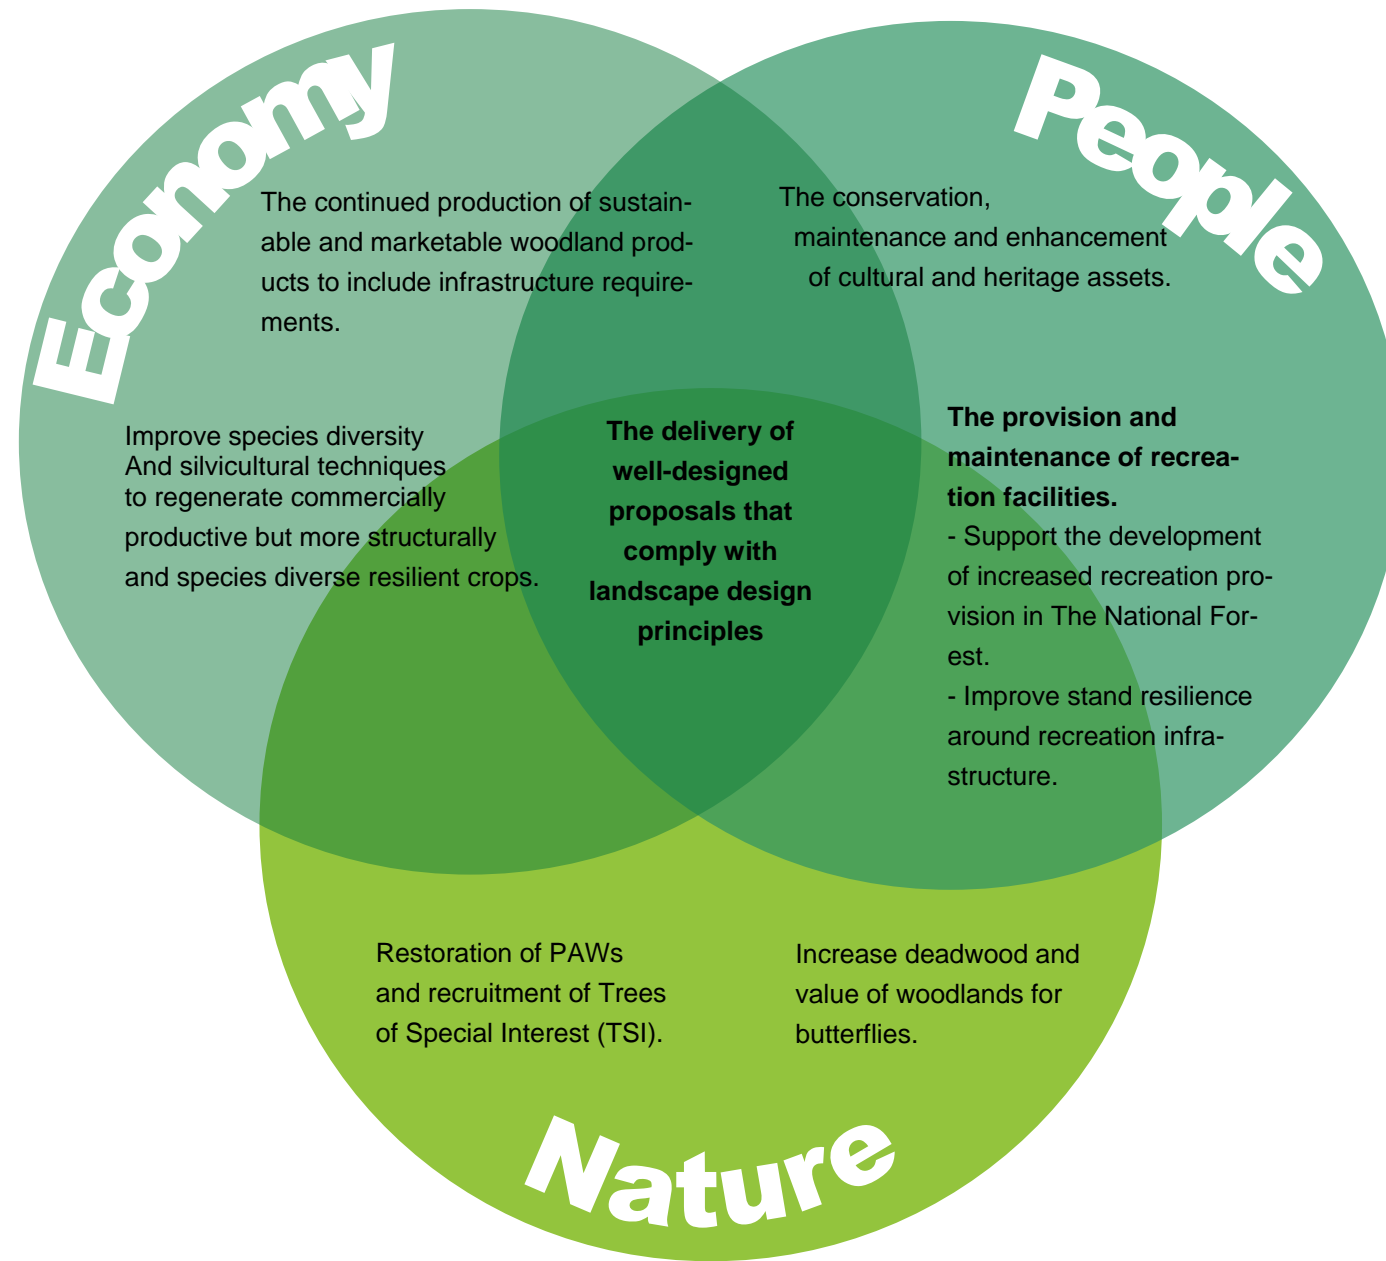 Economy
People
The continued production of sustain-
able and marketable woodland prod-
ucts to include infrastructure require-
ments.
The conservation,
maintenance and enhancement
of cultural and heritage assets.
Improve species diversity
And silvicultural techniques
to regenerate commercially
productive but more structurally
and species diverse resilient crops.
The delivery of
well-designed
proposals that
comply with
landscape design
principles
The provision and
maintenance of recrea-
tion facilities.
- Support the development
of increased recreation pro-
vision in The National For-
est.
- Improve stand resilience
around recreation infra-
structure.
Restoration of PAWs
and recruitment of Trees
of Special Interest (TSI).
Increase deadwood and
value of woodlands for
butterflies.
Nature